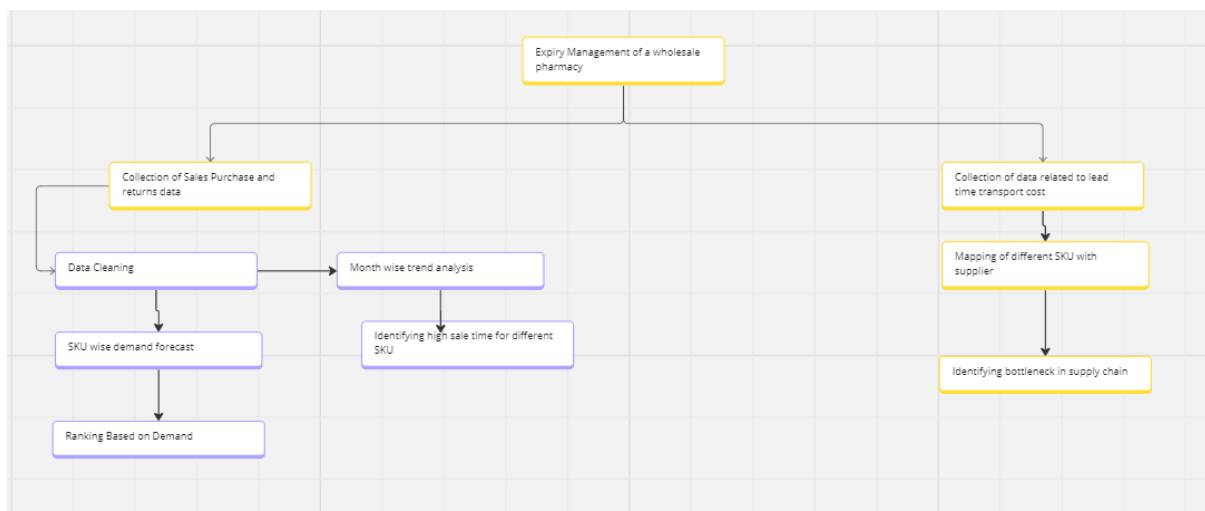 Expiry Management of a wholesale
pharmacy
Collection of Sales Purchase and
returns data
Collection of data related to lead
time transport cost
Data Cleaning
Month wise trend analysis
Mapping of different SKU with
supplier
SKU wise demand forecast
Identifying high sale time for different
SKU
Identifying bottleneck in supply chain
Ranking Based on Demand